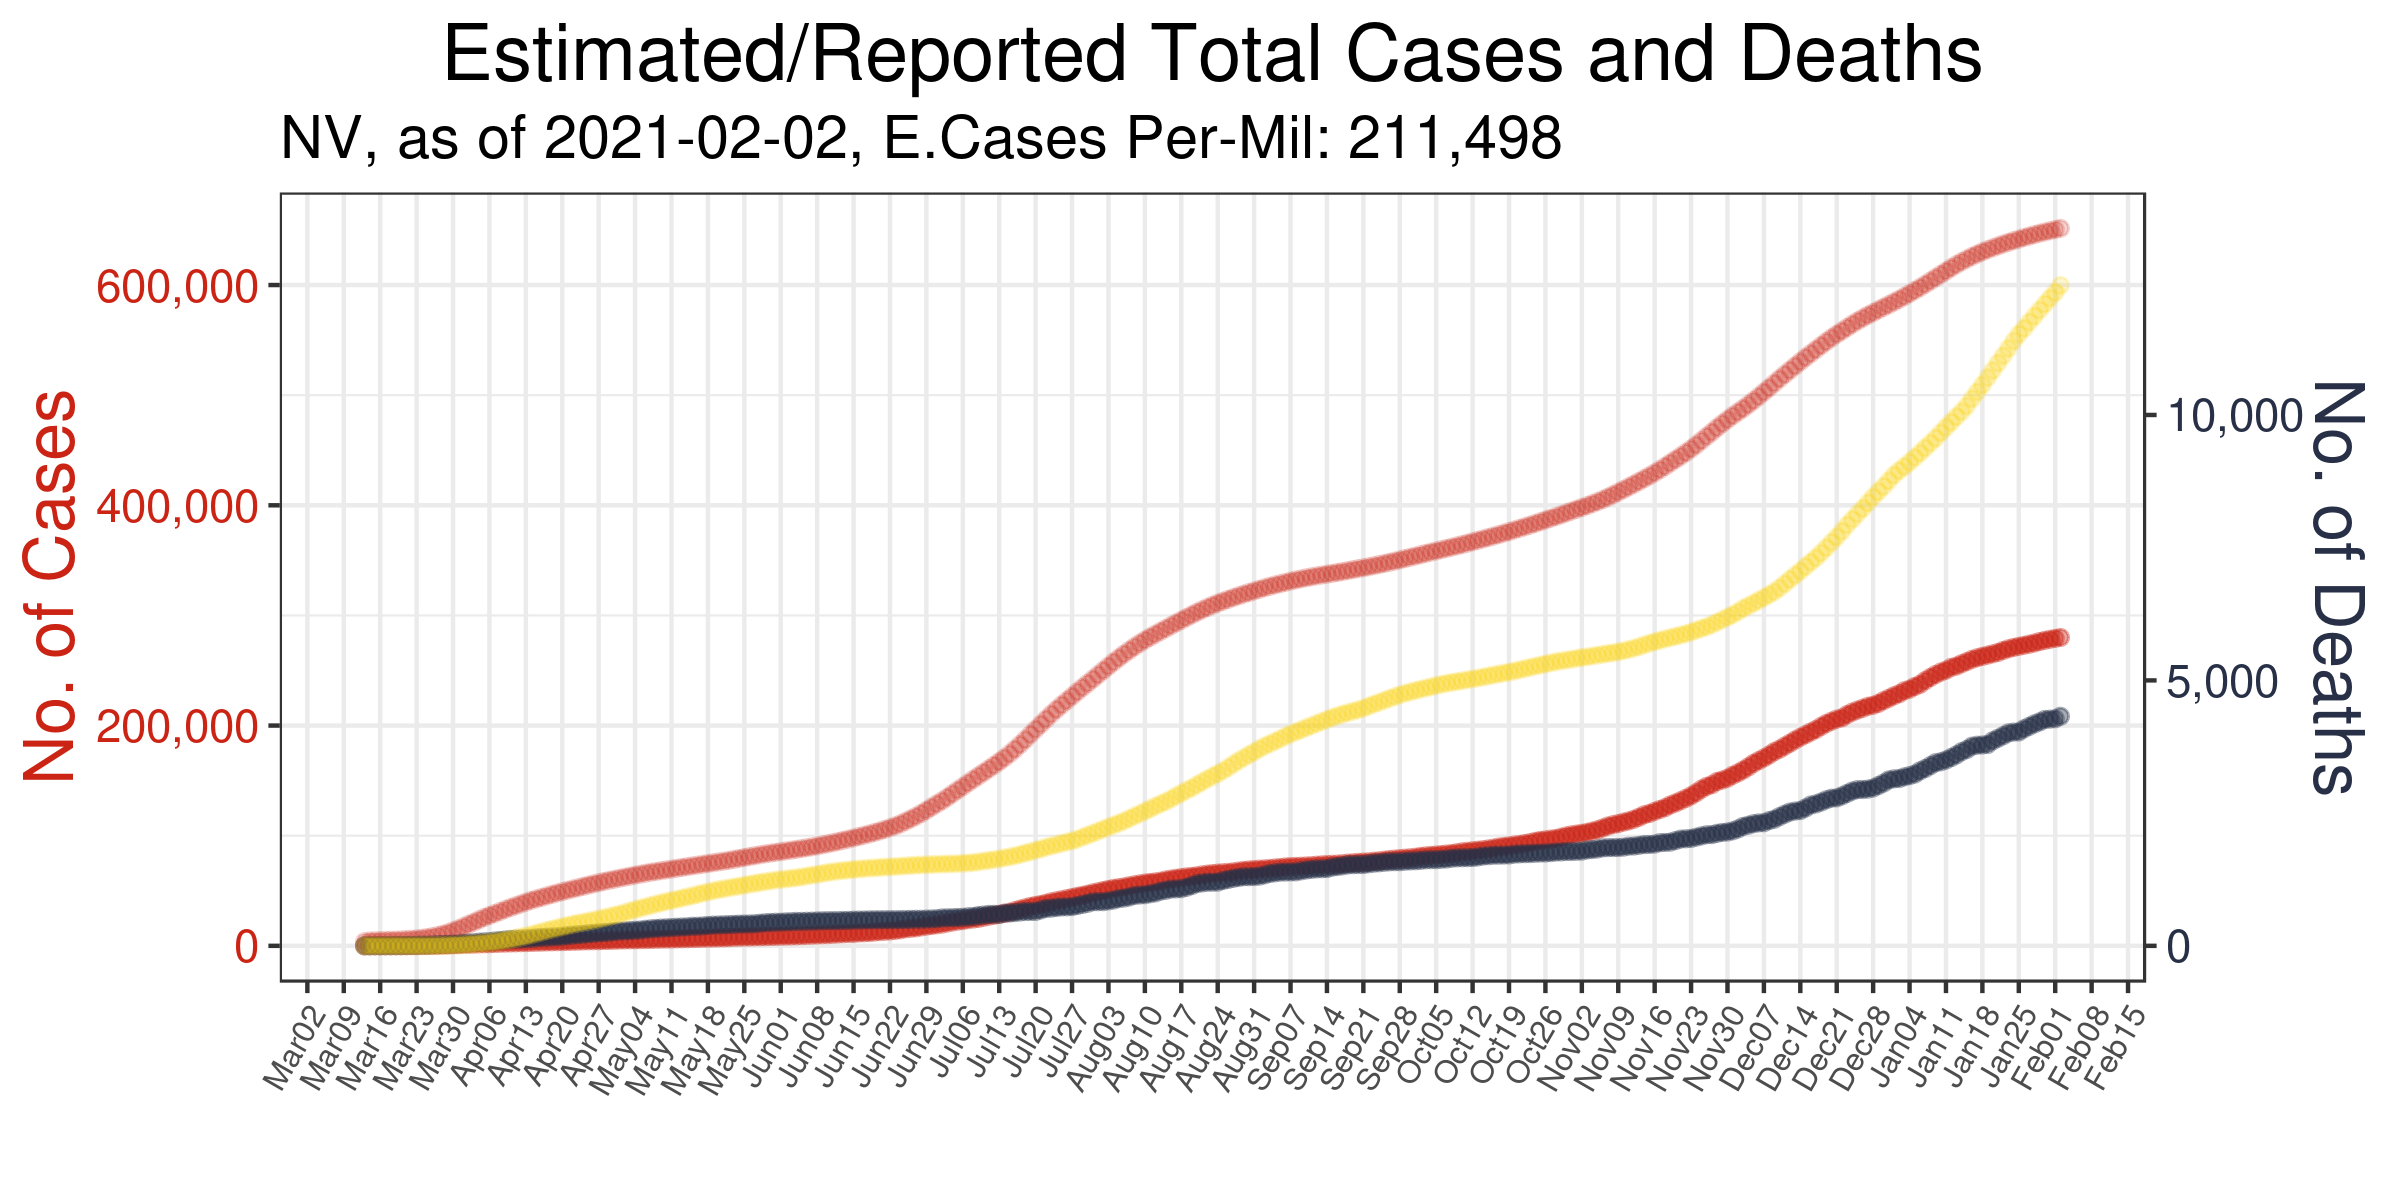 Estimated/Reported Total Cases and Deaths
NV, as of 2021-02-02, E.Cases Per-Mil: 211,498
No. of Cases
600,000
400,000
200,000
0
No. of Deaths
10,000
5,000
0
Mar02
Mar09
Mar16
Mar23
Mar30
Apr06
Apr13
Apr20
Apr27
May04
May11
May18
May25
Jun01
Jun08
Jun15
Jun22
Jun29
Jul06
Jul13
Jul20
Jul27
Aug03
Aug10
Aug17
Aug24
Aug31
Sep07
Sep14
Sep21
Sep28
Oct05
Oct12
Oct19
Oct26
Nov02
Nov09
Nov16
Nov23
Nov30
Dec07
Dec14
Dec21
Dec28
Jan04
Jan11
Jan18
Jan25
Feb01
Feb08
Feb15